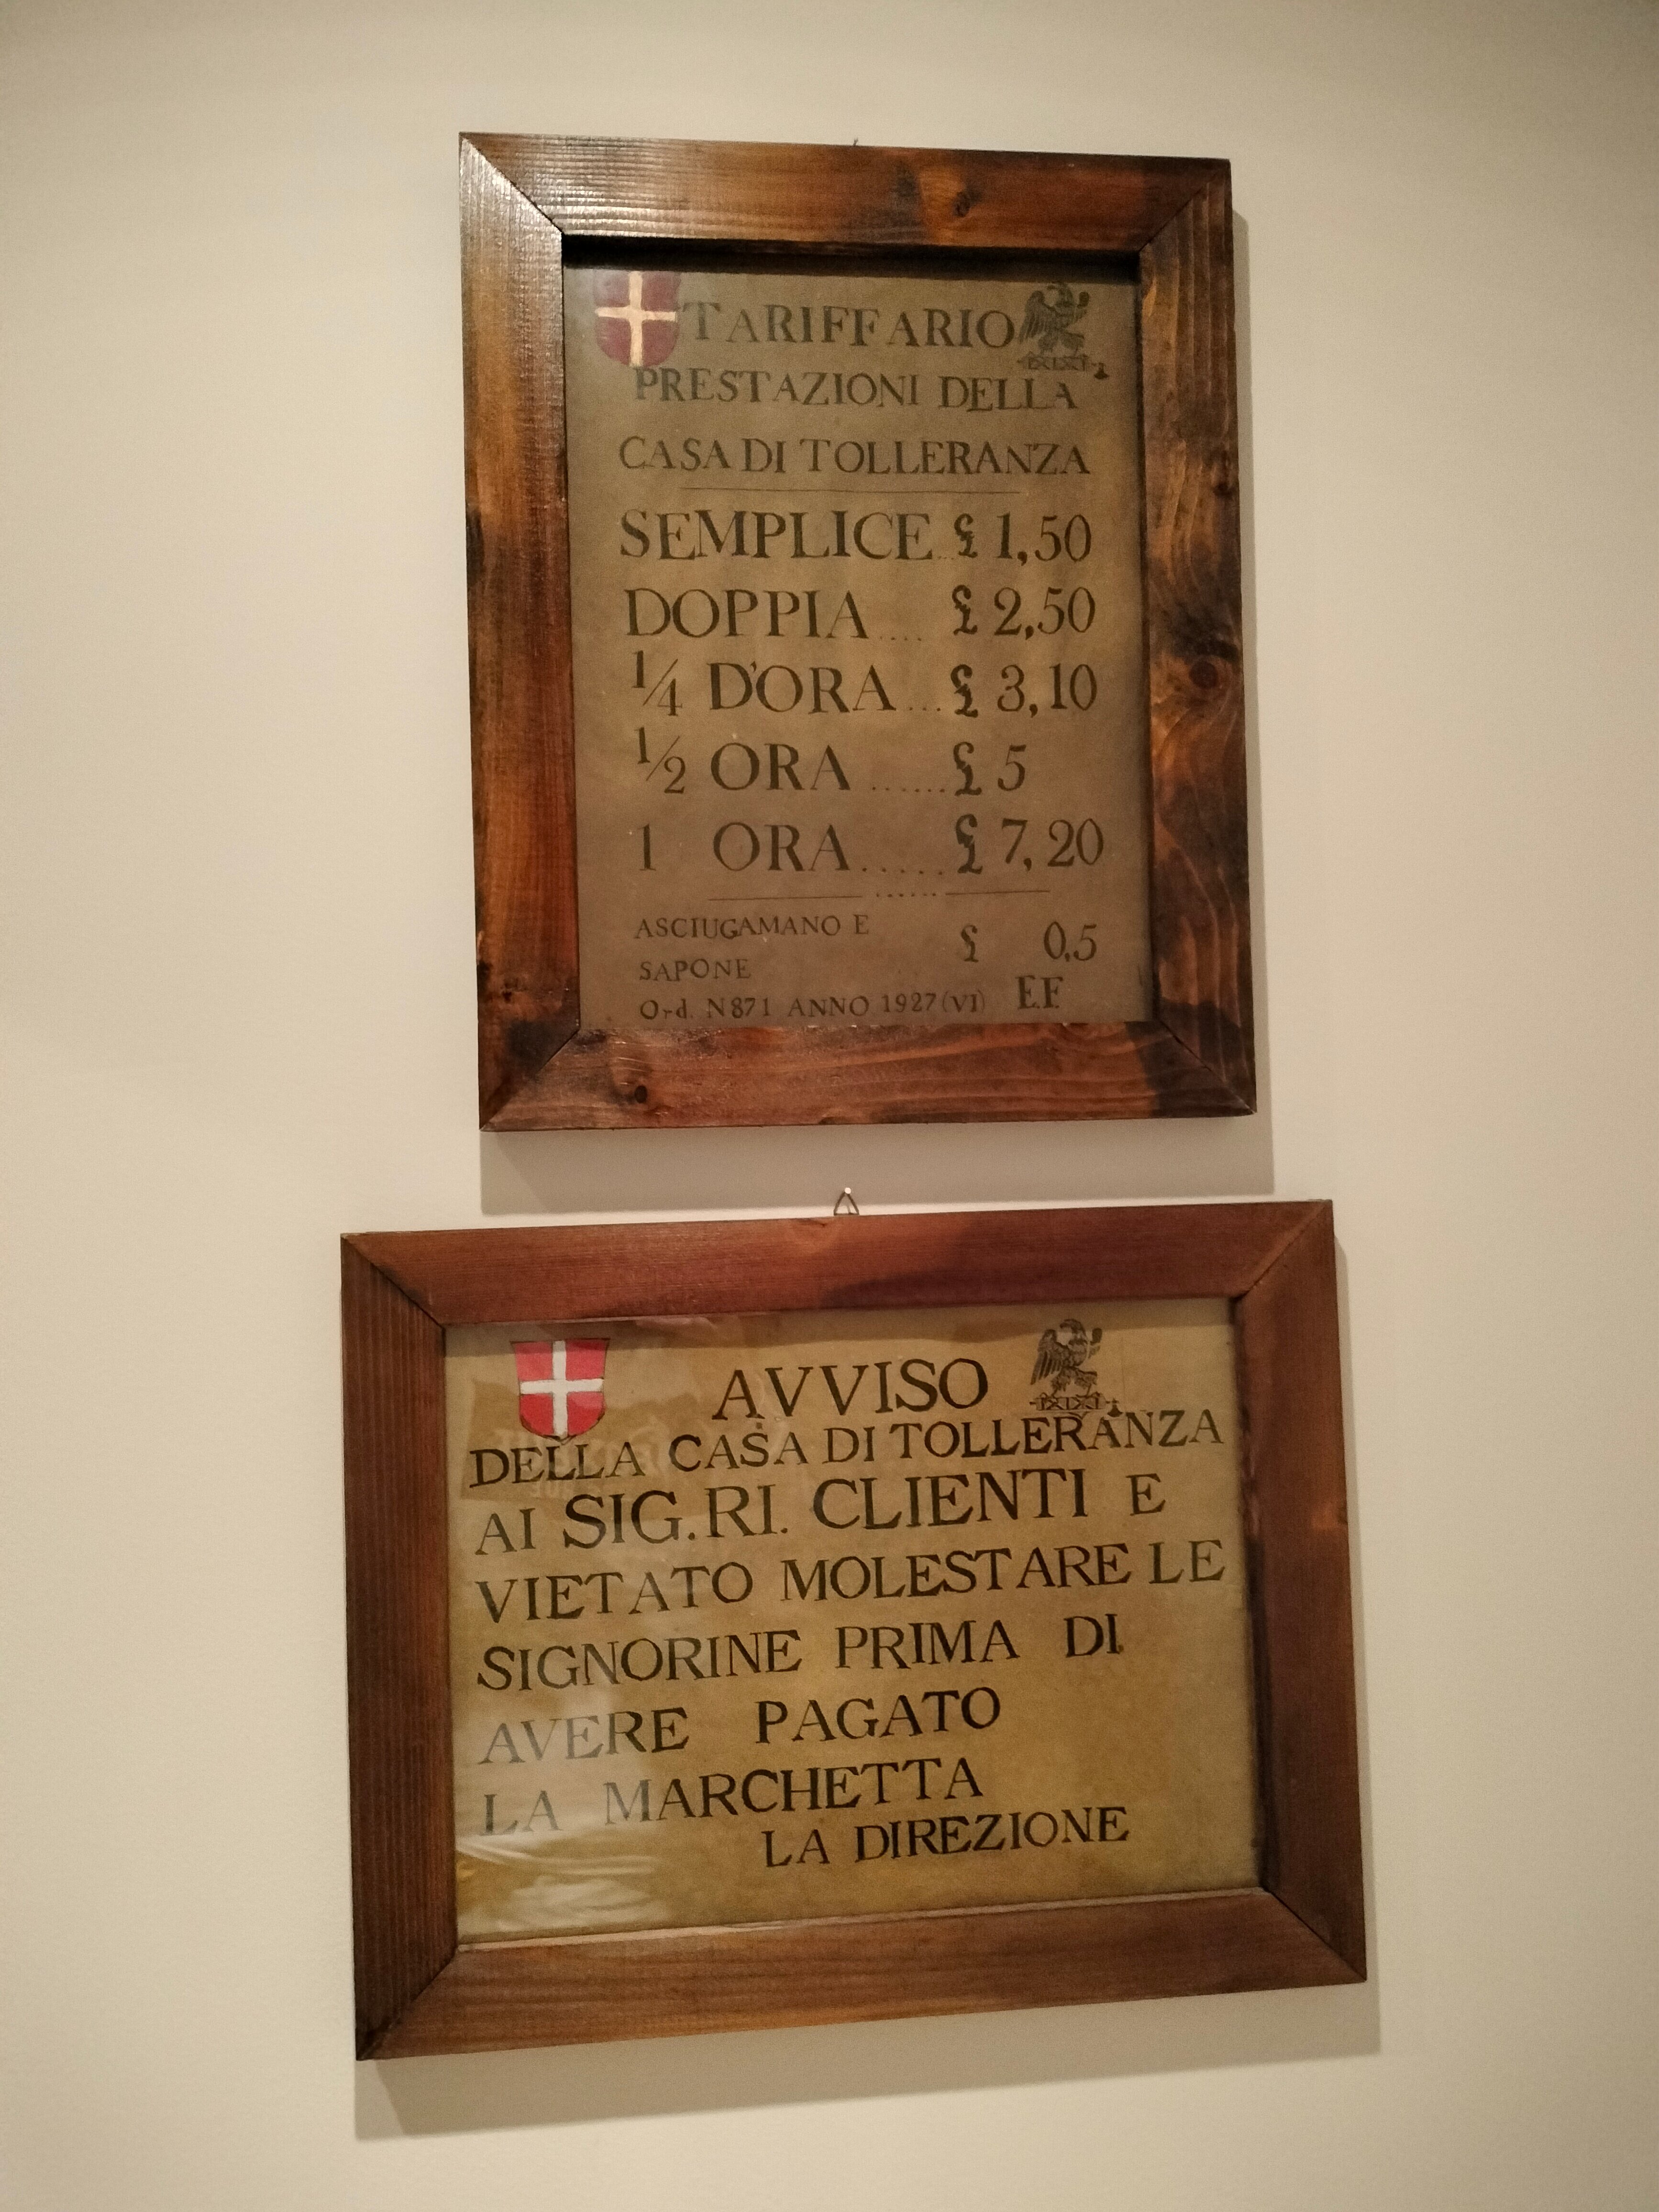 TARIFFARIO
PRESTAZIONI DELLA
CASA DI TOLLERANZA
SEMPLICE.. £ 1,50
DOPPIA .... £ 2,50
1/4 D'ORA ... £ 3,10
1/2 ORA ...... £ 5
1 ORA ...... £ 7,20
ASCIUGAMANO E
SAPONE £ 0,5
Ord. N 871 ANNO 1927 (VI) E.F.
AVVISO
DELLA CASA DI TOLLERANZA
AI SIG.RI. CLIENTI E
VIETATO MOLESTARE LE
SIGNORINE PRIMA DI
AVERE PAGATO
LA MARCHETTA
LA DIREZIONE